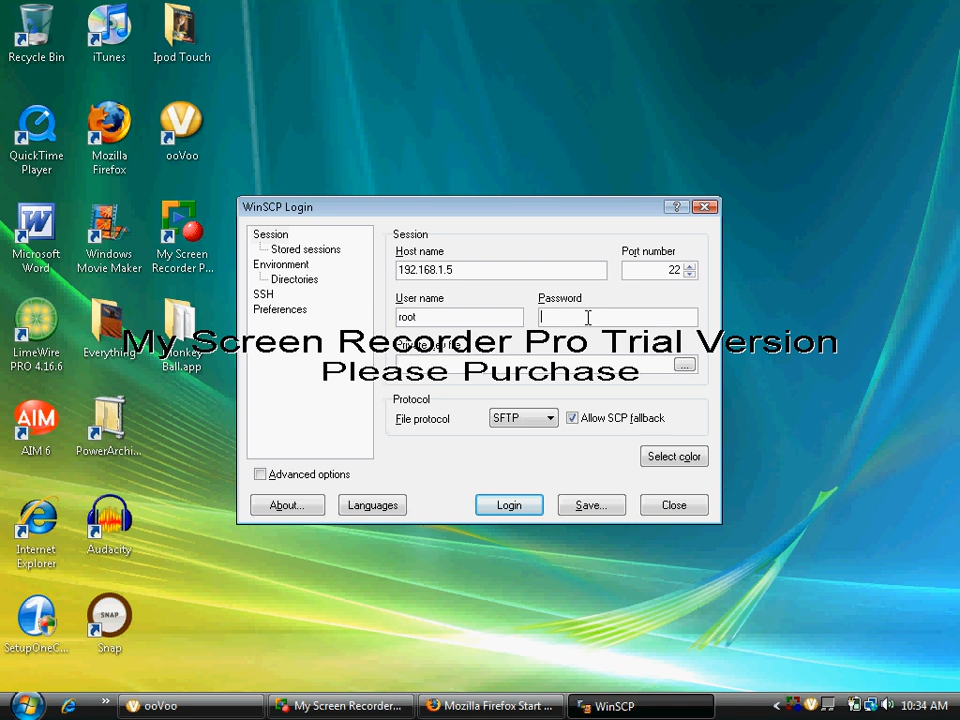 Recycle Bin
iTunes
Ipod Touch
QuickTime
Player
Mozilla
Firefox
ooVoo
Microsoft
Word
Windows
Movie Maker
My Screen
Recorder P...
LimeWire
PRO 4.16.6
Everything
Monkey
Ball.app
AIM
AIM 6
PowerArchi...
Internet
Explorer
Audacity
SetupOneC...
SNAP
Snap
WinSCP Login
Session
Stored sessions
Environment
Directories
SSH
Preferences
Session
Host name
Port number
192.168.1.5
22
User name
Password
root
Private key file
...
My Screen Recorder Pro Trial Version
Please Purchase
Protocol
File protocol
SFTP
Allow SCP fallback
Select color
Advanced options
About...
Languages
Login
Save...
Close
ooVoo
My Screen Recorder...
Mozilla Firefox Start ...
WinSCP
10:34 AM